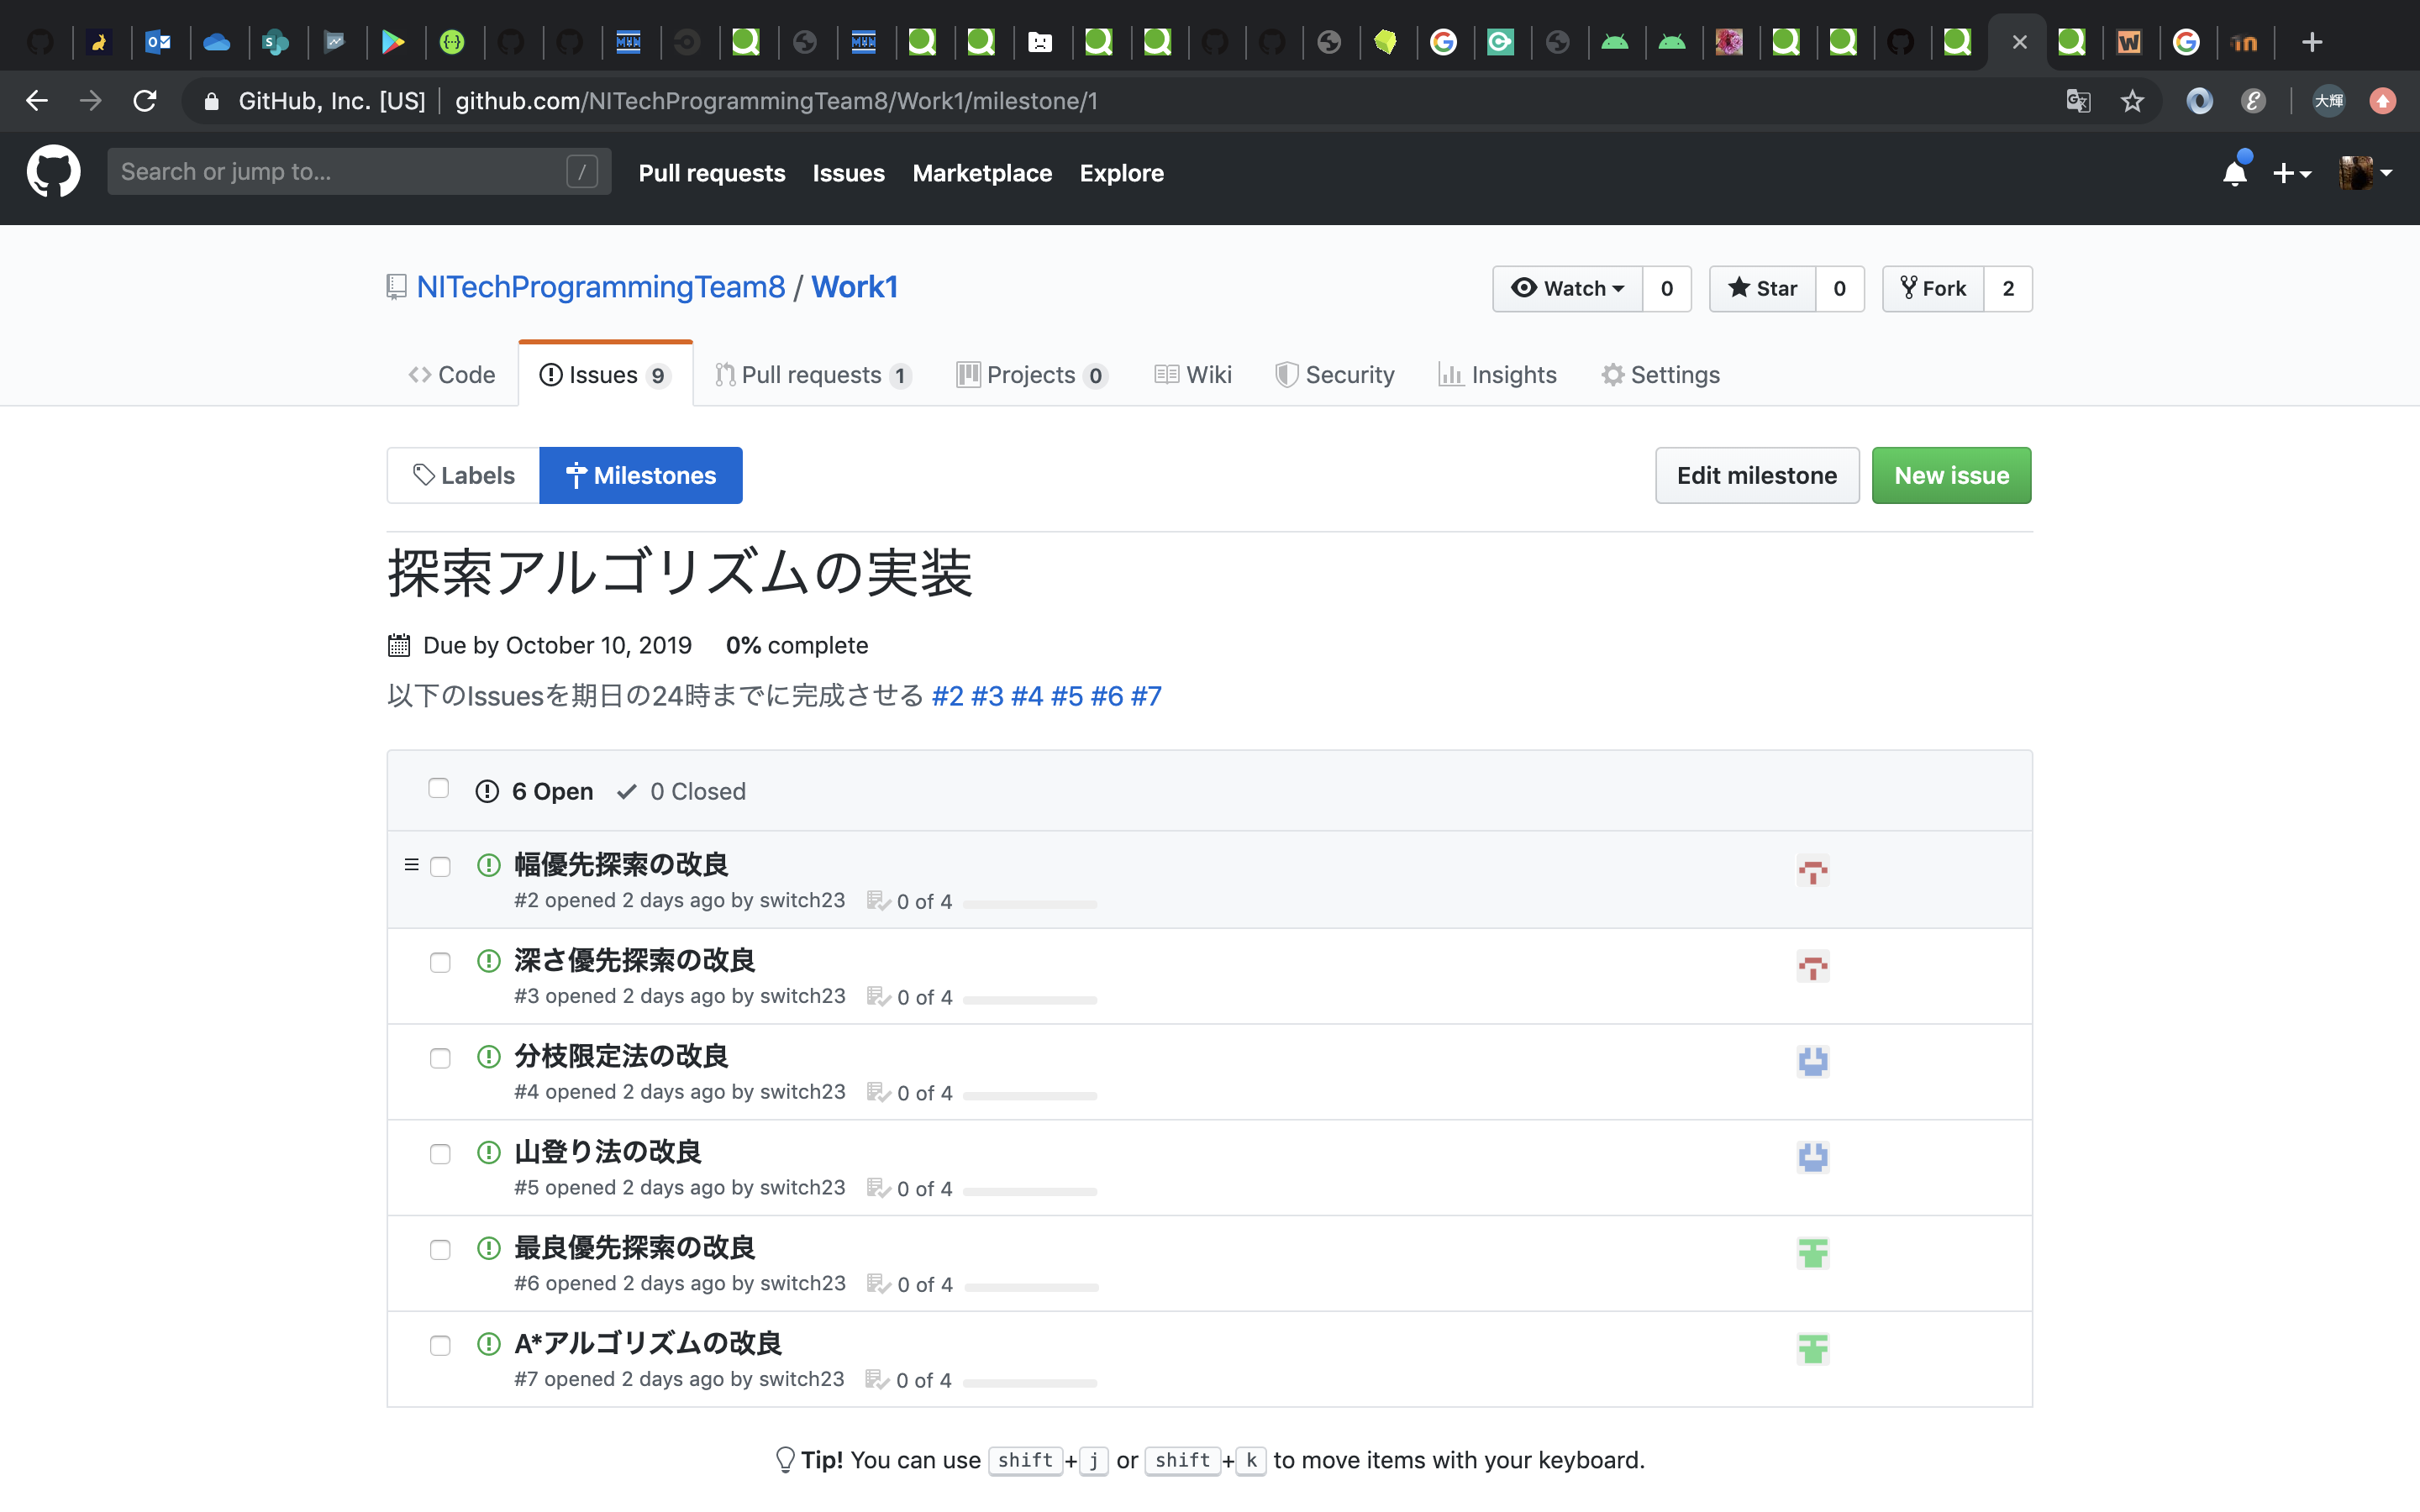 GitHub, Inc. [US] github.com/NITechProgrammingTeam8/Work1/milestone/1 大輝
Search or jump to... / Pull requests Issues Marketplace Explore
NITechProgrammingTeam8 / Work1 Watch 0 Star 0 Fork 2
Code Issues 9 Pull requests 1 Projects 0 Wiki Security Insights Settings
Labels Milestones Edit milestone New issue
探索アルゴリズムの実装
Due by October 10, 2019 0% complete
以下のIssuesを期日の24時までに完成させる #2 #3 #4 #5 #6 #7
6 Open 0 Closed
幅優先探索の改良
#2 opened 2 days ago by switch23 0 of 4
深さ優先探索の改良
#3 opened 2 days ago by switch23 0 of 4
分枝限定法の改良
#4 opened 2 days ago by switch23 0 of 4
山登り法の改良
#5 opened 2 days ago by switch23 0 of 4
最良優先探索の改良
#6 opened 2 days ago by switch23 0 of 4
A*アルゴリズムの改良
#7 opened 2 days ago by switch23 0 of 4
Tip! You can use shift+j or shift+k to move items with your keyboard.